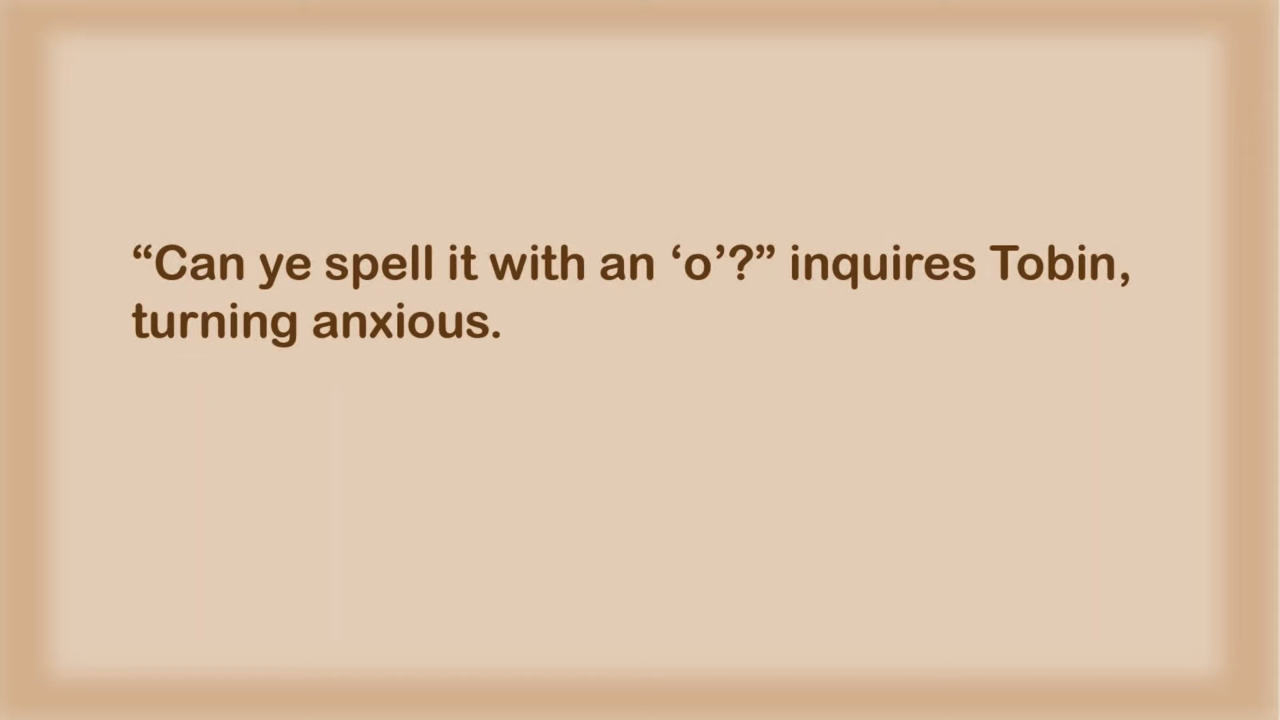 “Can ye spell it with an ‘o’?” inquires Tobin,
turning anxious.